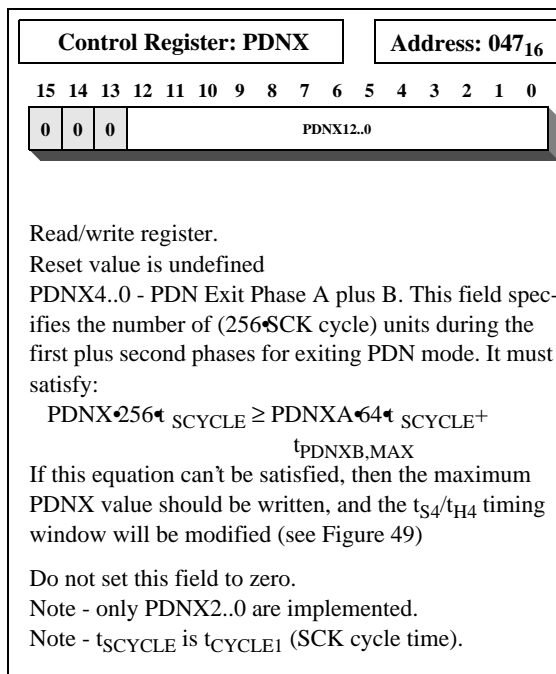 Control Register: PDNX Address: 047₁₆
15 14 13 12 11 10 9 8 7 6 5 4 3 2 1 0
0 0 0 PDNX12..0
Read/write register.
Reset value is undefined
PDNX4..0 - PDN Exit Phase A plus B. This field spec-
ifies the number of (256•SCK cycle) units during the
first plus second phases for exiting PDN mode. It must
satisfy:
PDNX•256•t SCYCLE ≥ PDNXA•64•t SCYCLE+
tPDNXB,MAX
If this equation can't be satisfied, then the maximum
PDNX value should be written, and the tS4/tH4 timing
window will be modified (see Figure 49)
Do not set this field to zero.
Note - only PDNX2..0 are implemented.
Note - tSCYCLE is tCYCLE1 (SCK cycle time).